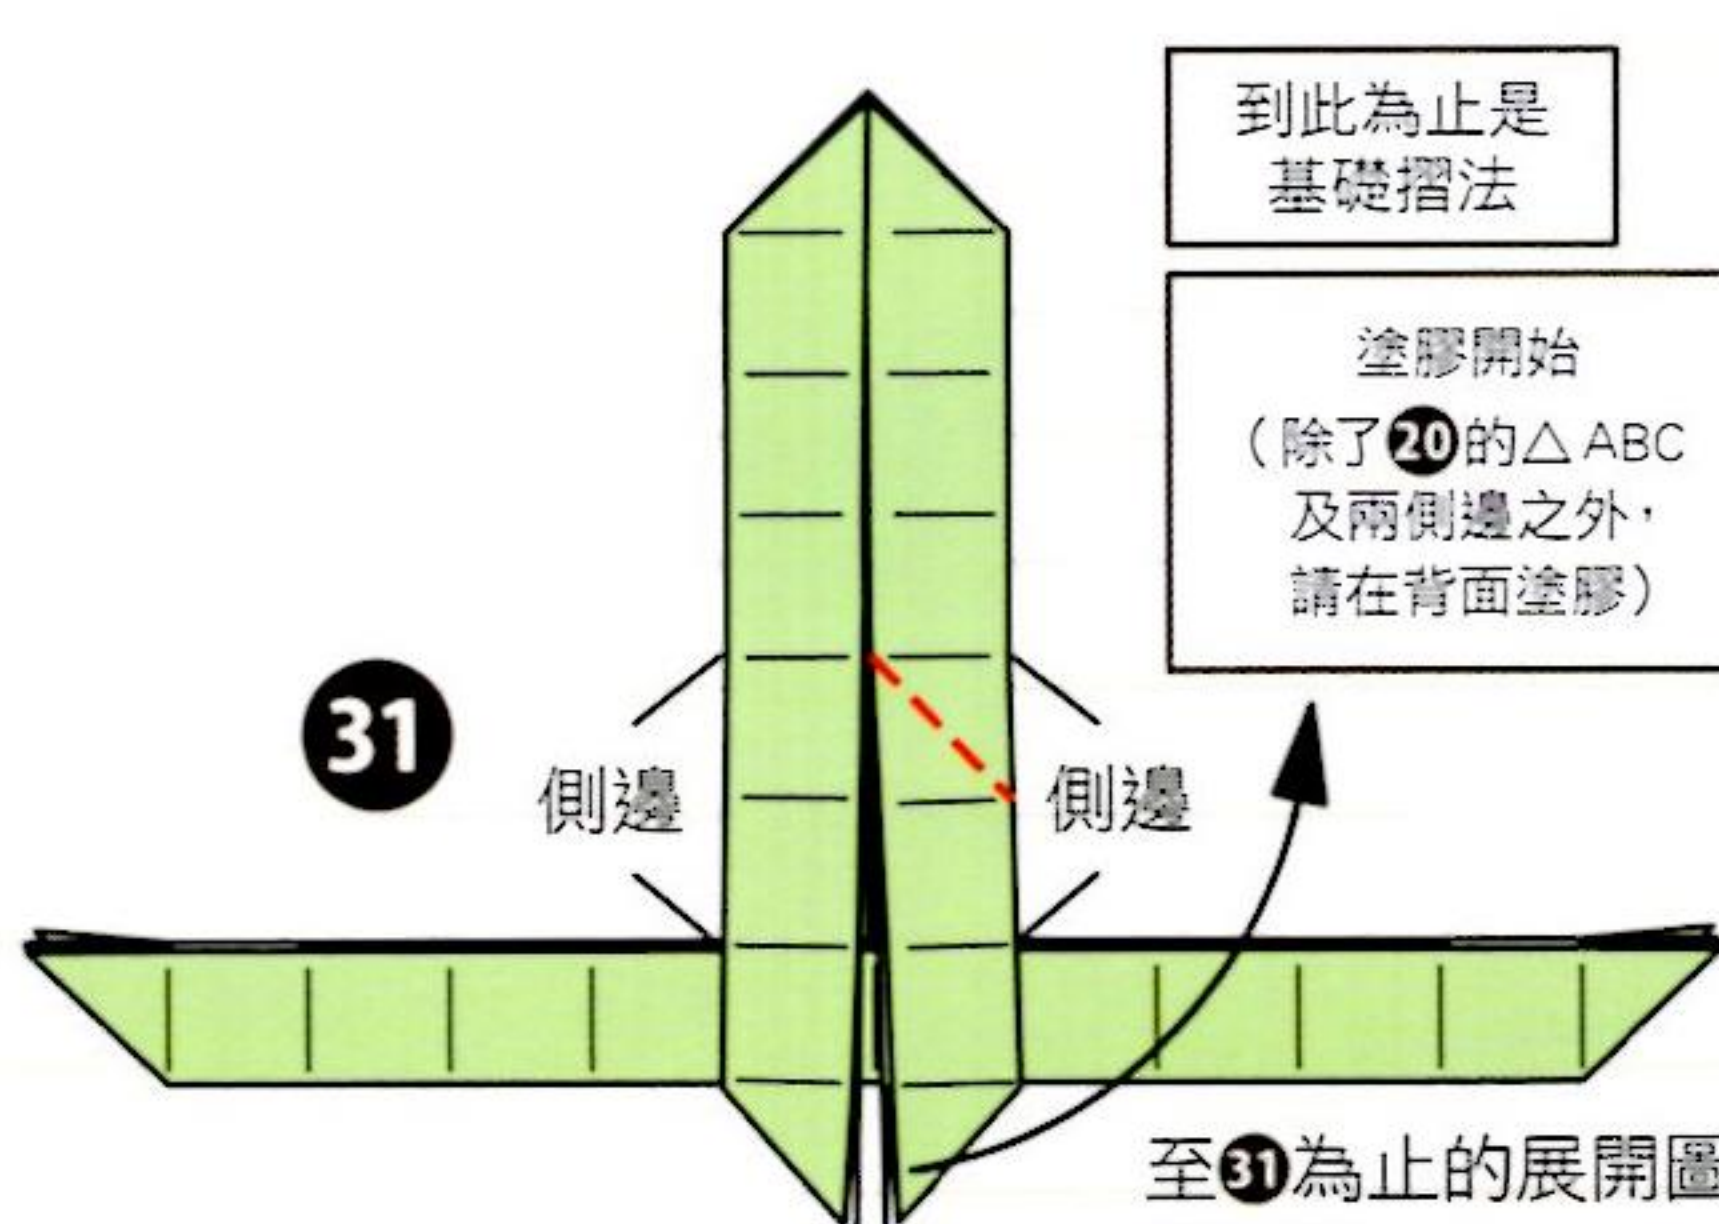 到此為止是
基礎摺法
塗膠開始
（除了20的△ABC
及兩側邊之外，
請在背面塗膠）
31
側邊
側邊
至31為止的展開圖